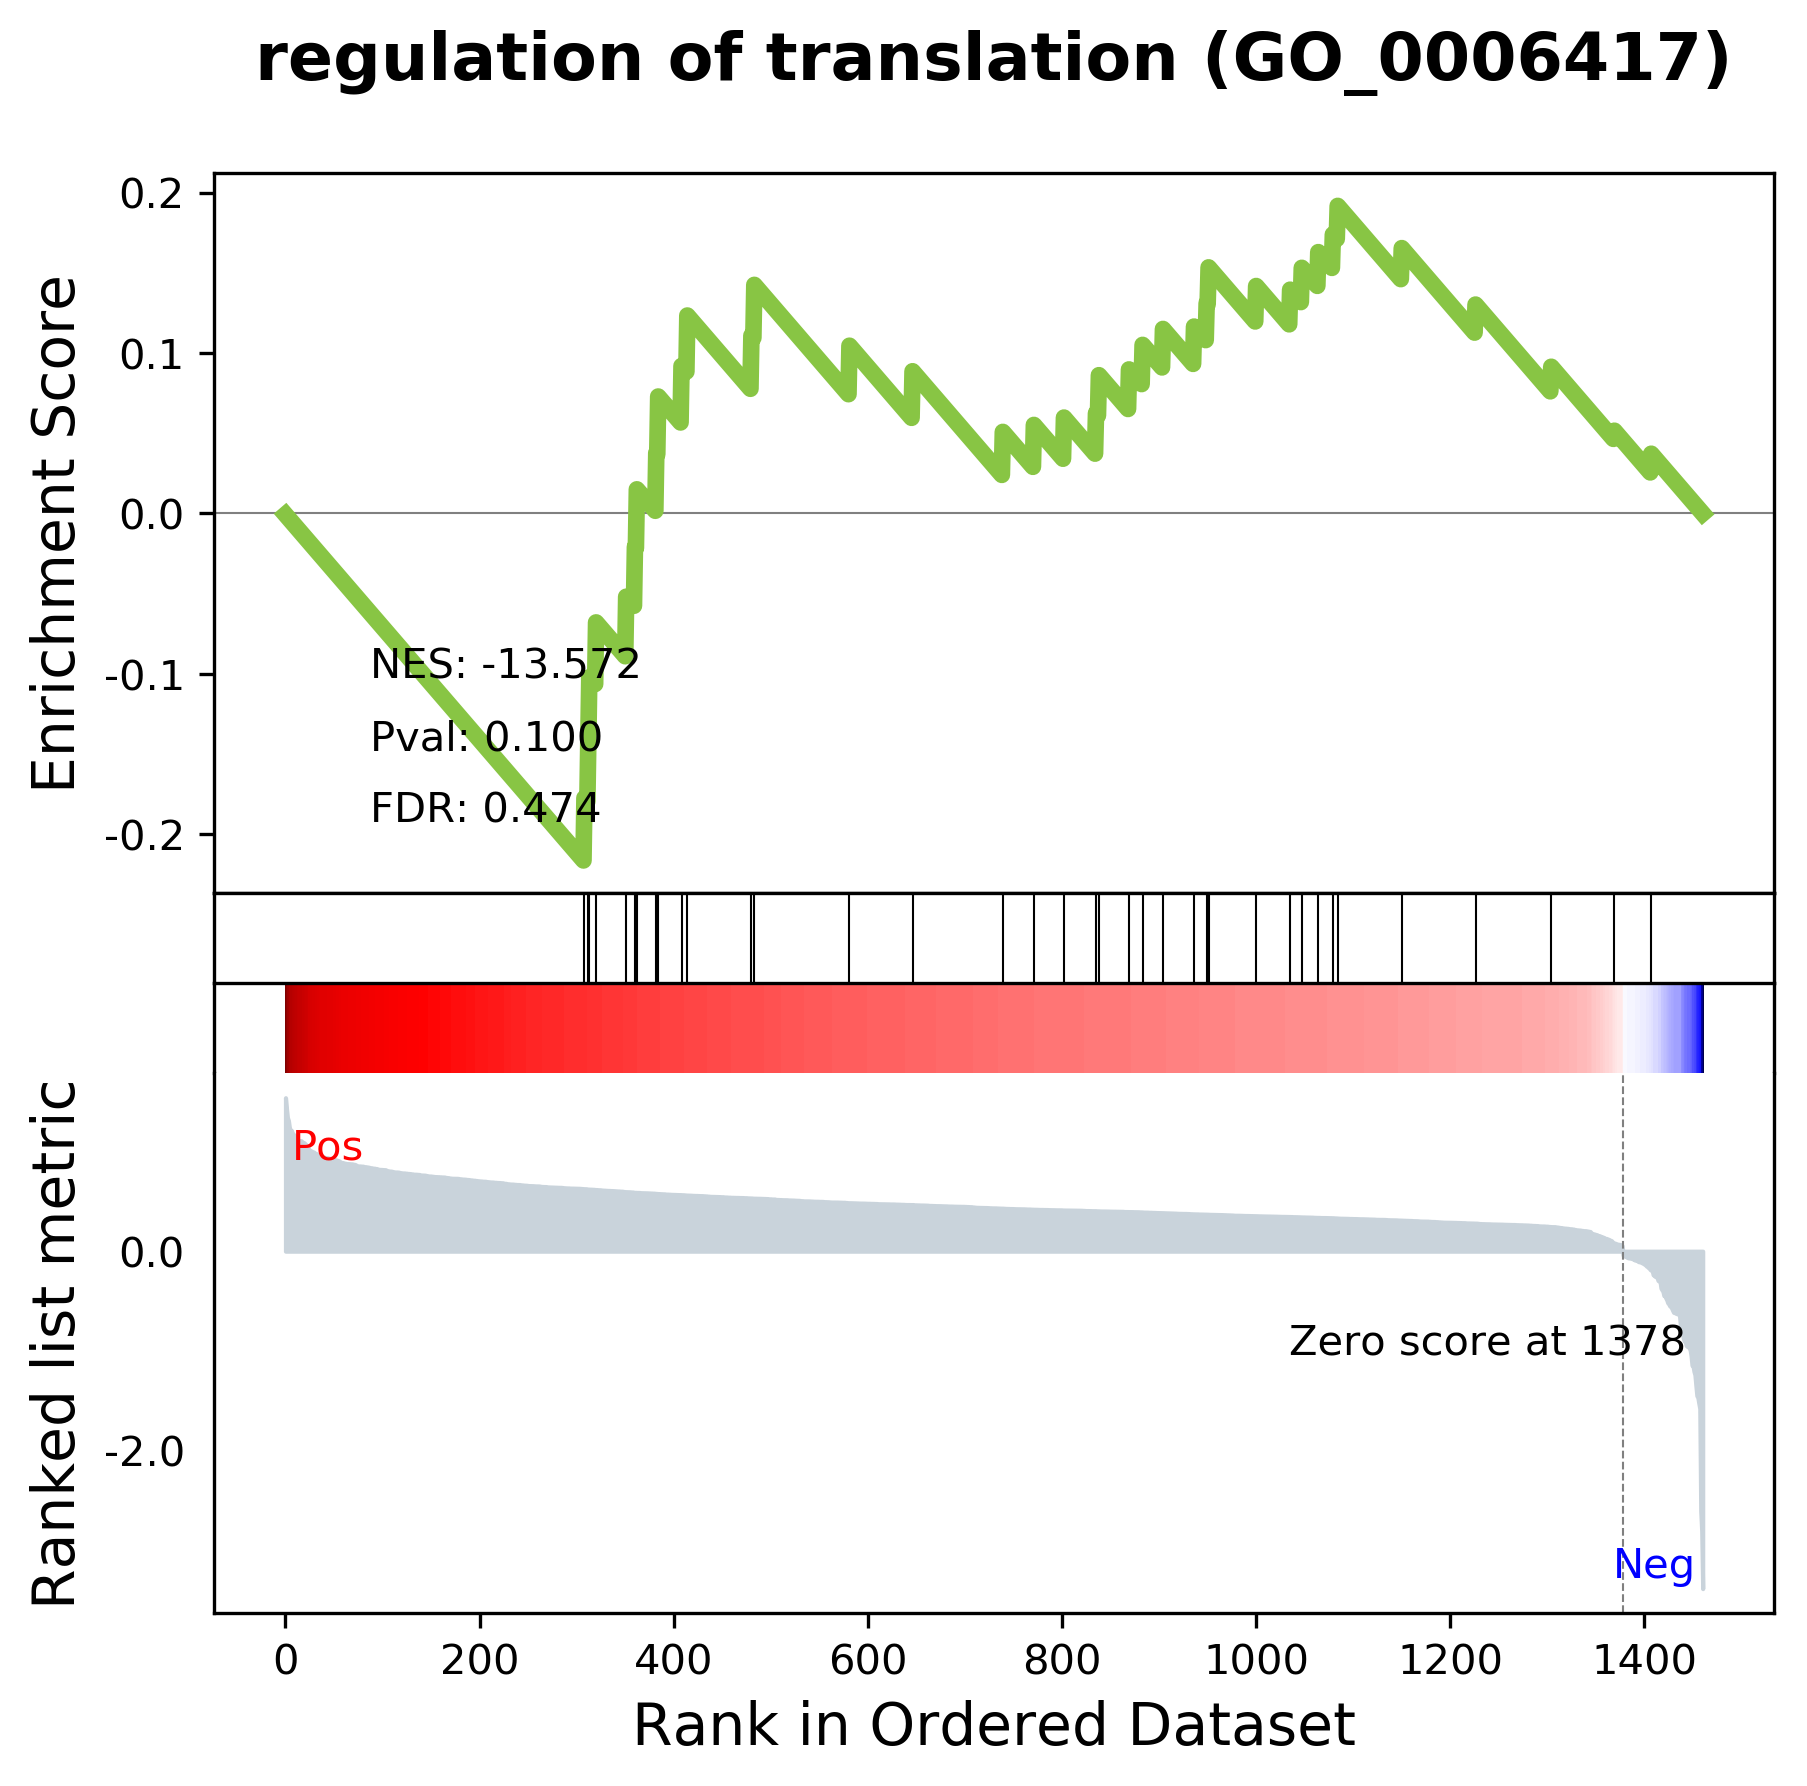 regulation of translation (GO_0006417)
Enrichment Score
0.2
0.1
0.0
-0.1
-0.2
NES: -13.572
Pval: 0.100
FDR: 0.474
Ranked list metric
0.0
-2.0
Pos
Zero score at 1378
Neg
0 200 400 600 800 1000 1200 1400
Rank in Ordered Dataset